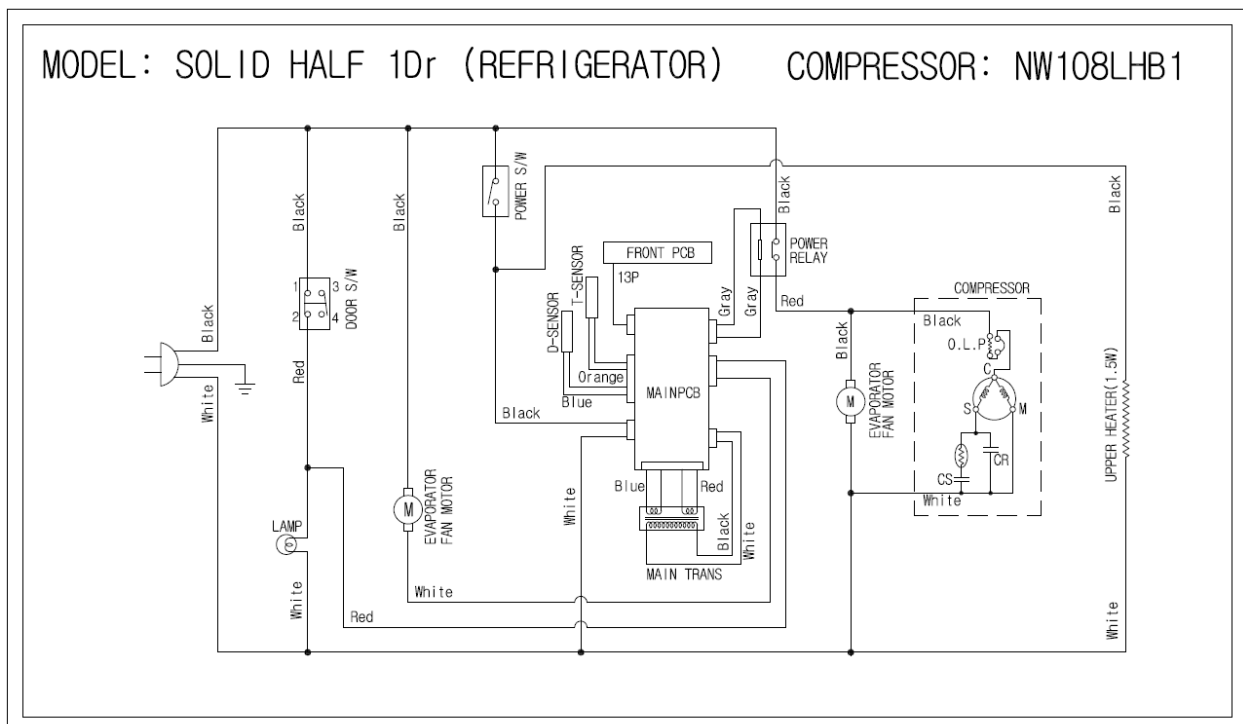 MODEL: SOLID HALF 1Dr (REFRIGERATOR) COMPRESSOR: NW108LHB1
Black
Black
Black
POWER S/W
Black
Black
1 3
2 4
DOOR S/W
Red
White
LAMP
White
Red
M
EVAPORATOR
FAN MOTOR
White
FRONT PCB
13P
T-SENSOR
D-SENSOR
Orange
Blue
Black
White
MAINPCB
Gray
Gray
POWER
RELAY
Red
Blue
Red
Black
White
MAIN TRANS
Black
M
EVAPORATOR
FAN MOTOR
COMPRESSOR
Black
O.L.P
C
S
M
CR
CS
White
UPPER HEATER(1.5W)
White